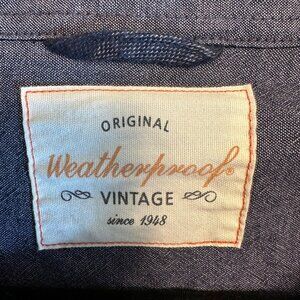 ORIGINAL
Weatherproof®
VINTAGE
since 1948